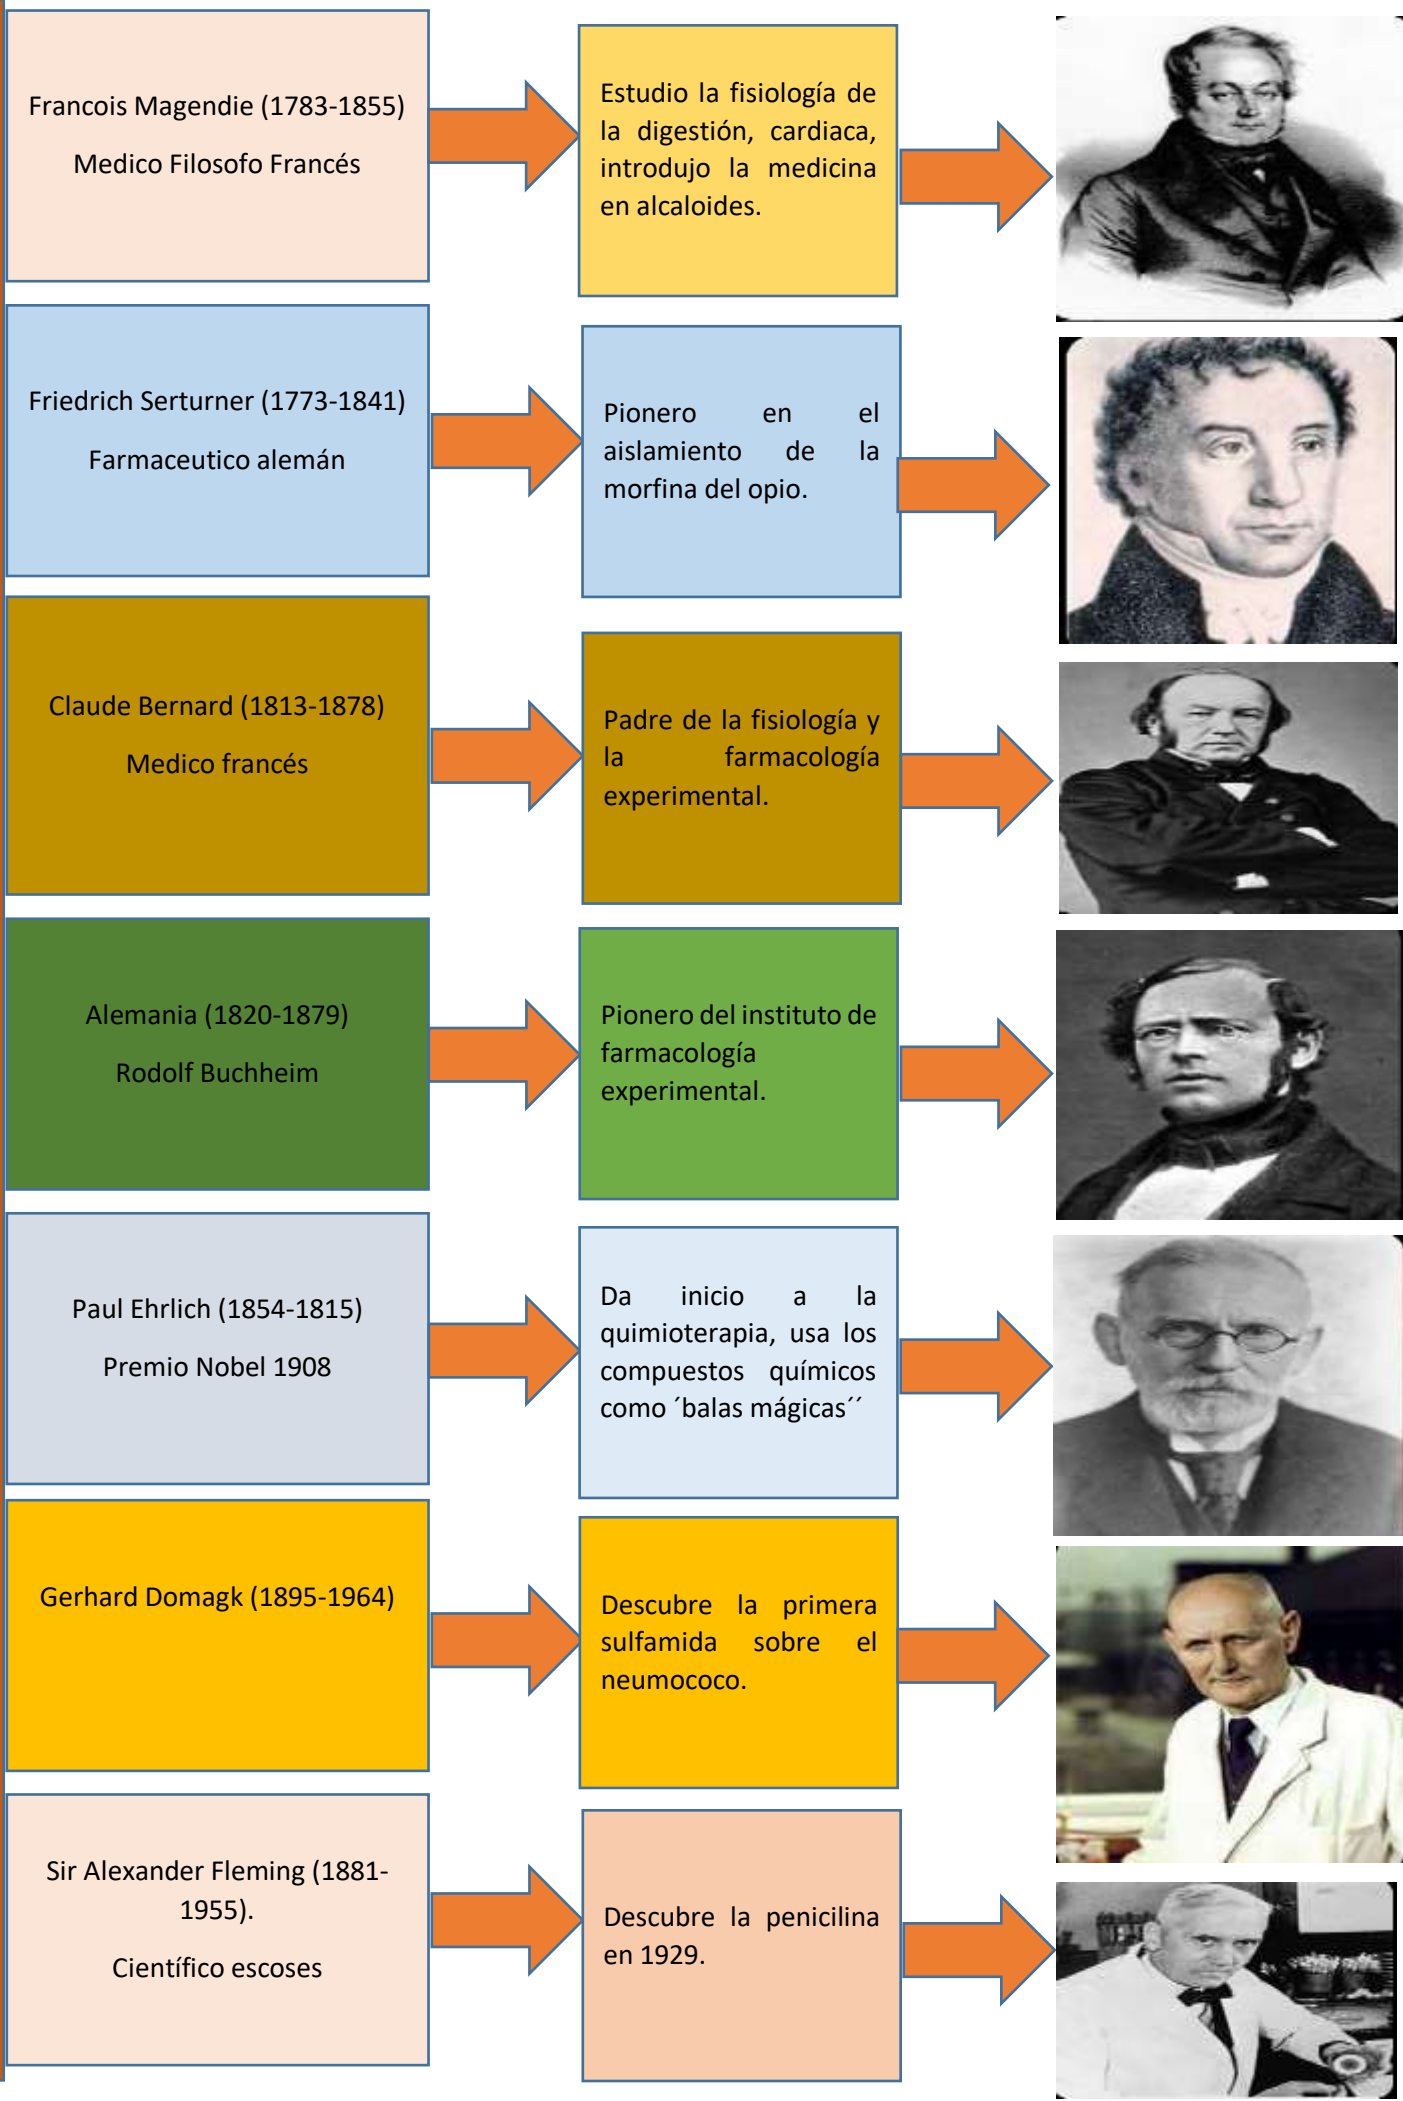 Francois Magendie (1783-1855)
Medico Filosofo Francés
Estudio la fisiología de
la digestión, cardiaca,
introdujo la medicina
en alcaloides.
Friedrich Serturner (1773-1841)
Farmaceutico alemán
Pionero en el
aislamiento de la
morfina del opio.
Claude Bernard (1813-1878)
Medico francés
Padre de la fisiología y
la farmacología
experimental.
Alemania (1820-1879)
Rodolf Buchheim
Pionero del instituto de
farmacología
experimental.
Paul Ehrlich (1854-1815)
Premio Nobel 1908
Da inicio a la
quimioterapia, usa los
compuestos químicos
como ´balas mágicas´´
Gerhard Domagk (1895-1964)
Descubre la primera
sulfamida sobre el
neumococo.
Sir Alexander Fleming (1881-
1955).
Científico escoses
Descubre la penicilina
en 1929.